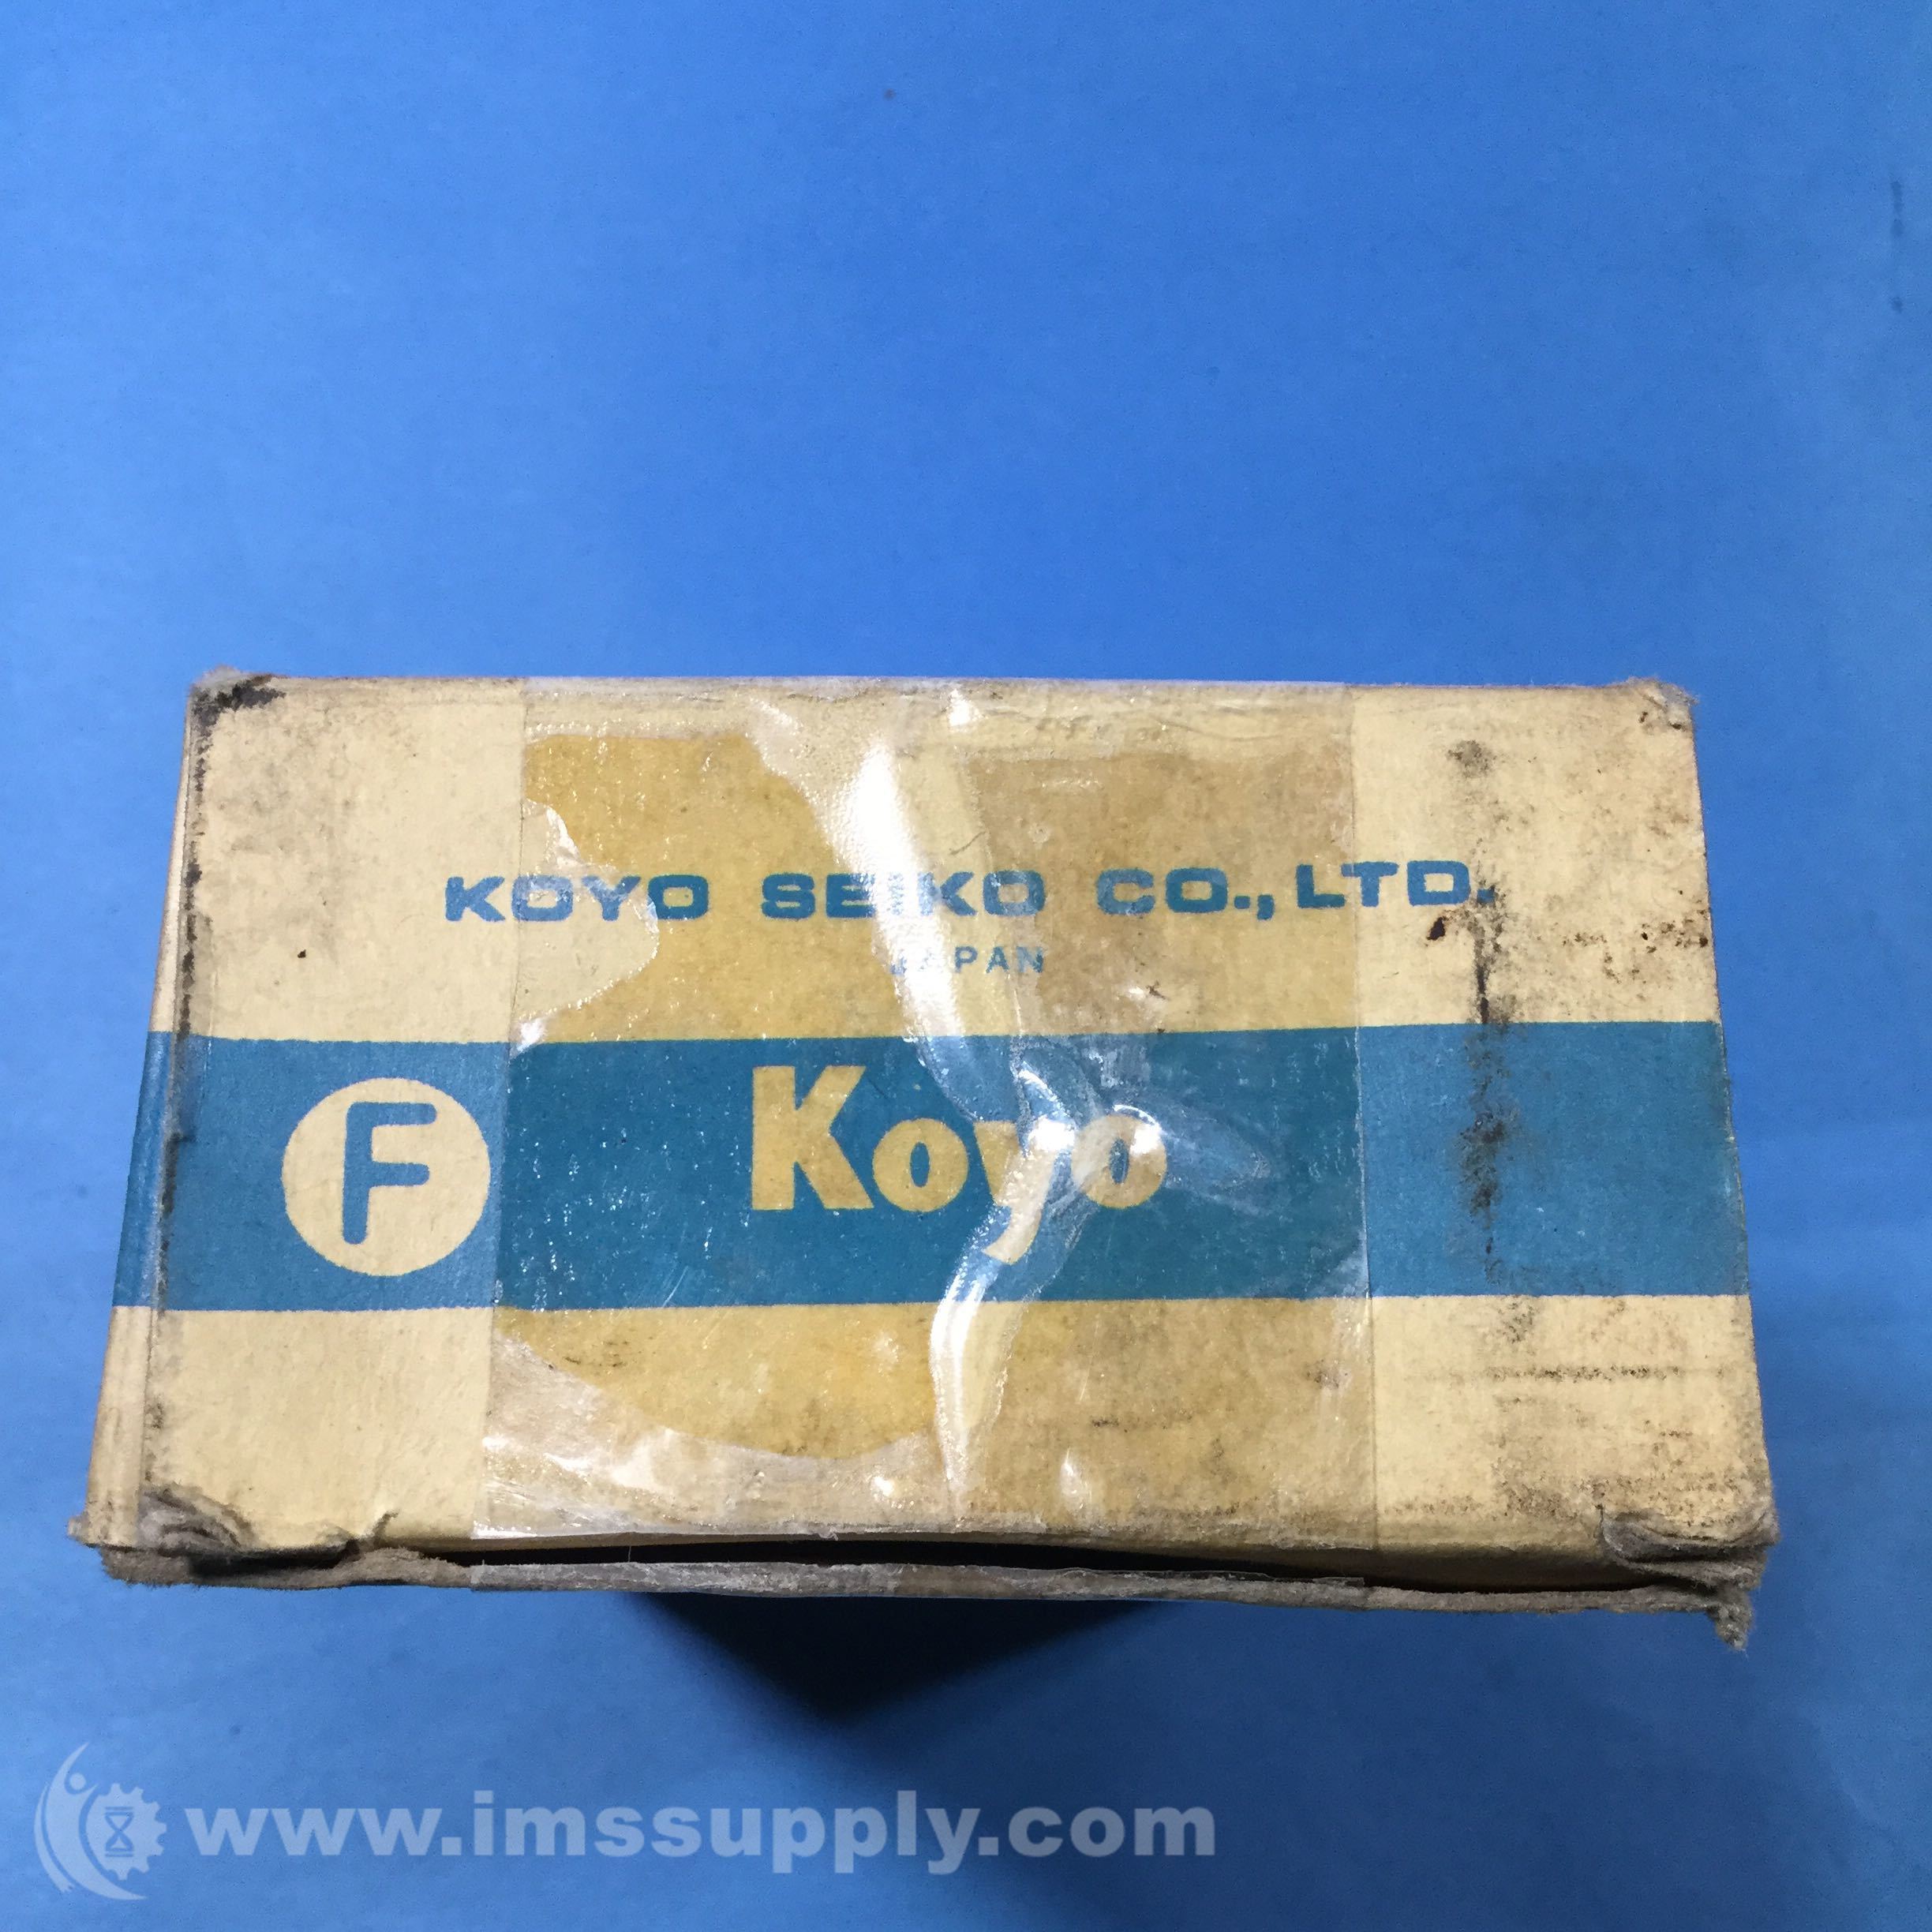 KOYO SEIKO CO., LTD.
JAPAN
F Koyo
www.imssupply.com